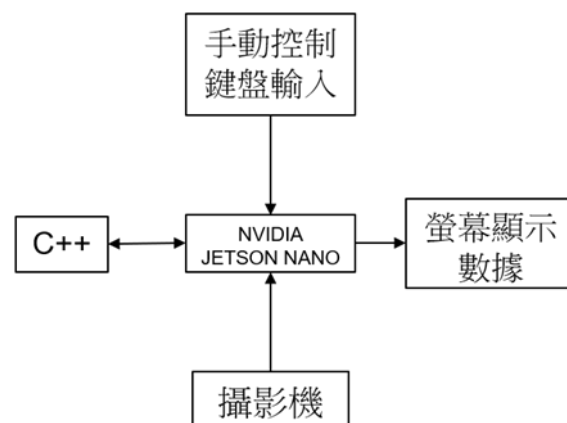 手動控制
鍵盤輸入
C++
NVIDIA
JETSON NANO
螢幕顯示
數據
攝影機